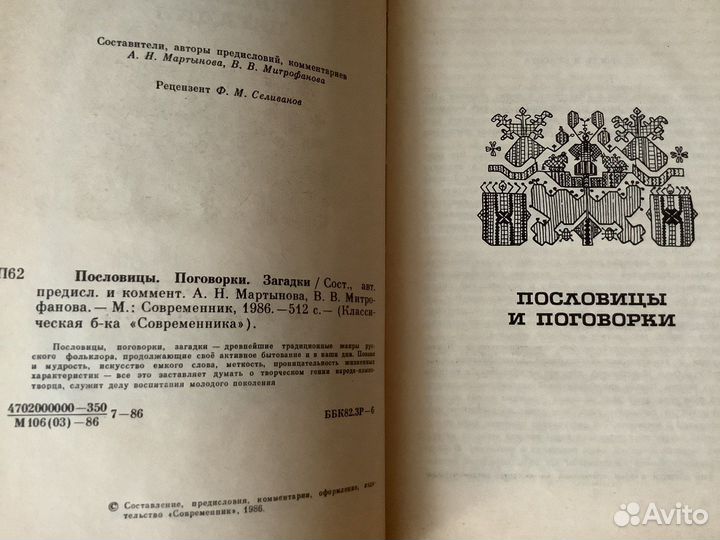 Составители, авторы предисловий, комментариев
А. Н. Мартынова, В. В. Митрофанова
Рецензент Ф. М. Селиванов
П62
Пословицы. Поговорки. Загадки / Сост., авт.
предисл. и коммент. А. Н. Мартынова, В. В. Митро-
фанова. — М.: Современник, 1986. — 512 с. — (Класси-
ческая б-ка «Современника»).
Пословицы, поговорки, загадки — древнейшие традиционные жанры рус-
ского фольклора, продолжающие своё активное бытование и в наши дни.
и мудрость, искусство емкого слова, меткость, проницательность жизненных
характеристик — все это заставляет думать о творческом гении
творца, служит делу воспитания молодого поколения
4702000000—350
М 106(03)—86
7—86
ББК82.3Р—6
© Составление, предисловия, комментарии, оформление, изда-
тельство «Современник», 1986.
ПОСЛОВИЦЫ
И ПОГОВОРКИ
Avito